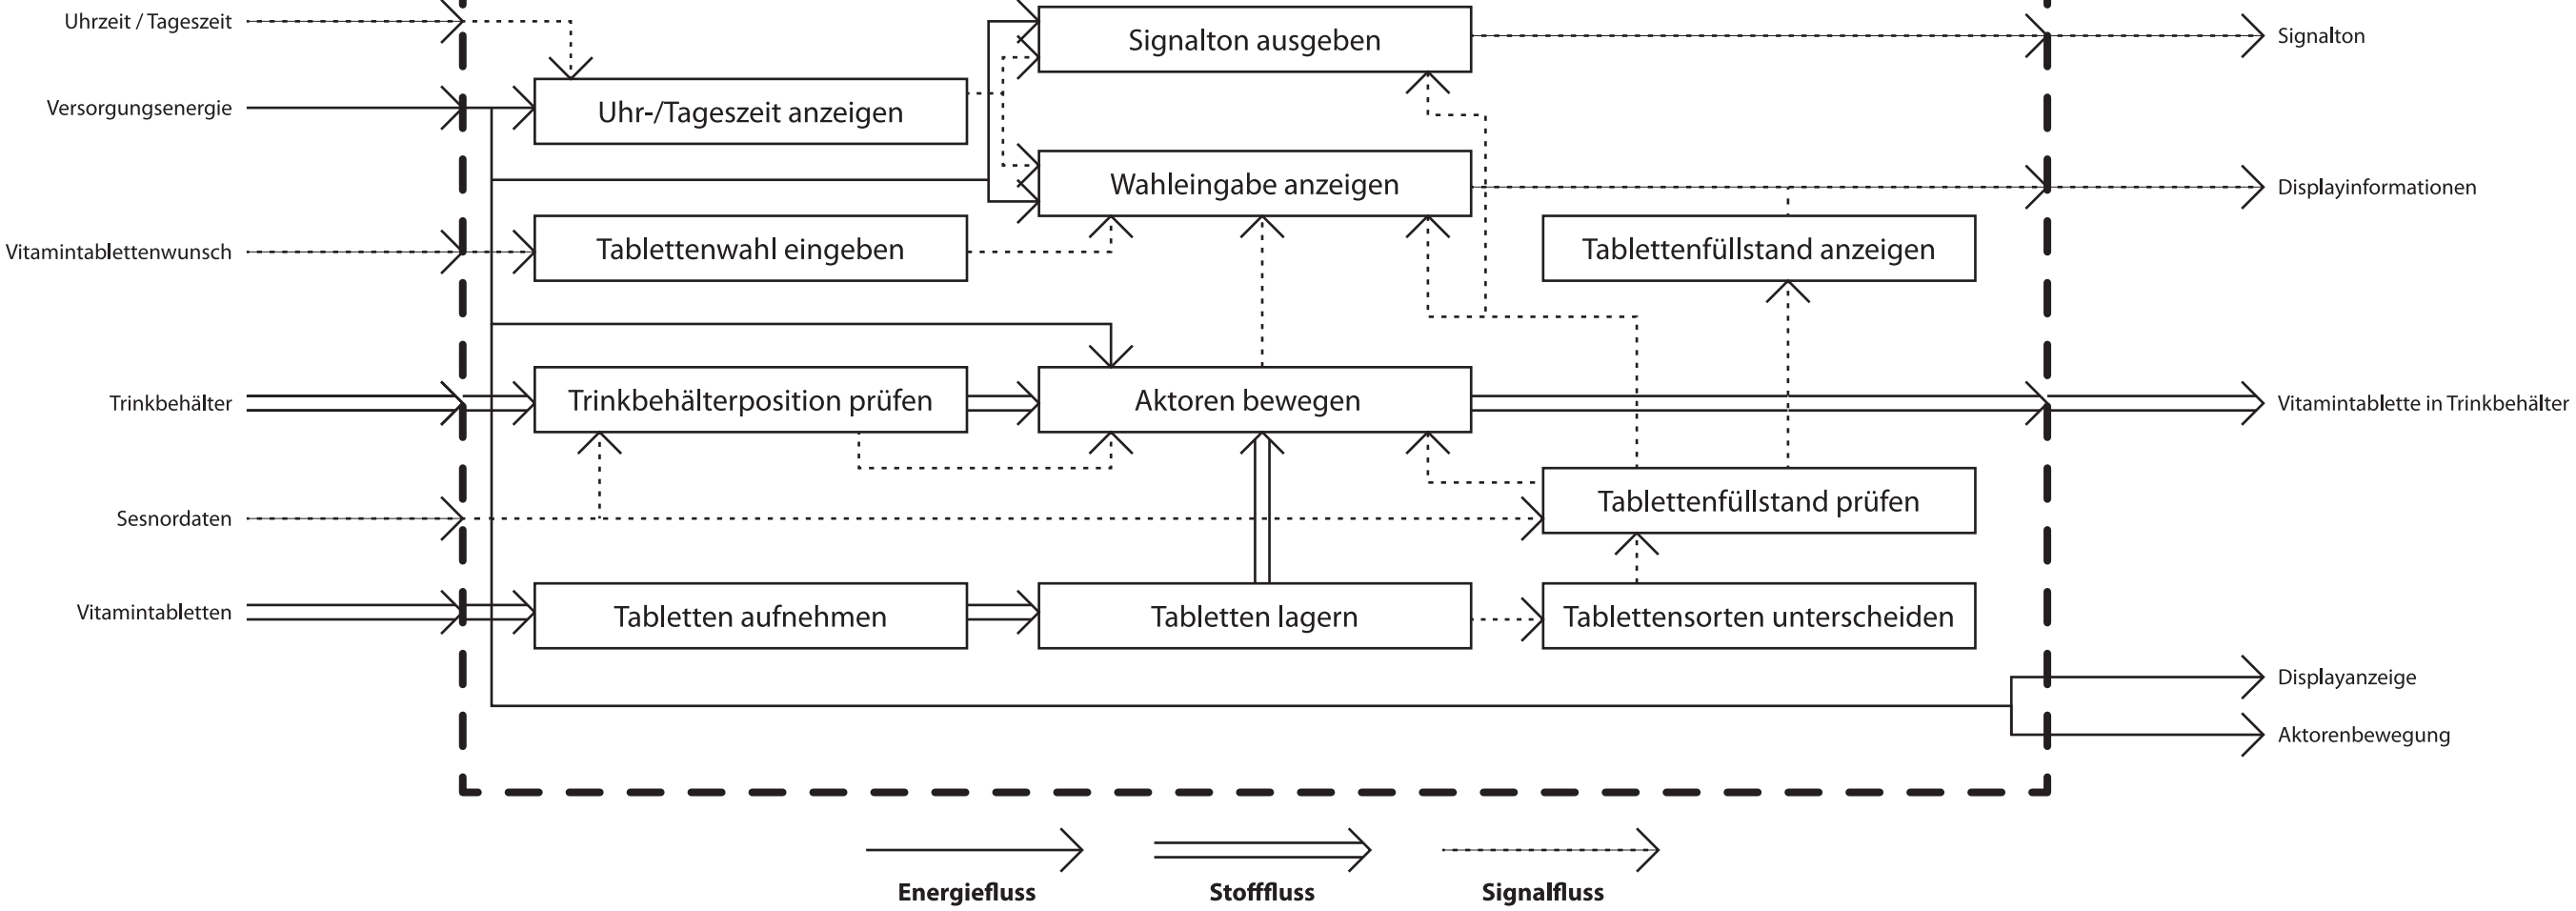 Uhrzeit / Tageszeit
Signalton ausgeben
Signalton
Versorgungsenergie
Uhr-/Tageszeit anzeigen
Wahleingabe anzeigen
Displayinformationen
Vitamintablettenwunsch
Tablettenwahl eingeben
Tablettenfüllstand anzeigen
Trinkbehälter
Trinkbehälterposition prüfen
Aktoren bewegen
Vitamintablette in Trinkbehälter
Sesnordaten
Tablettenfüllstand prüfen
Vitamintabletten
Tabletten aufnehmen
Tabletten lagern
Tablettensorten unterscheiden
Displayanzeige
Aktorenbewegung
Energiefluss
Stofffluss
Signalfluss